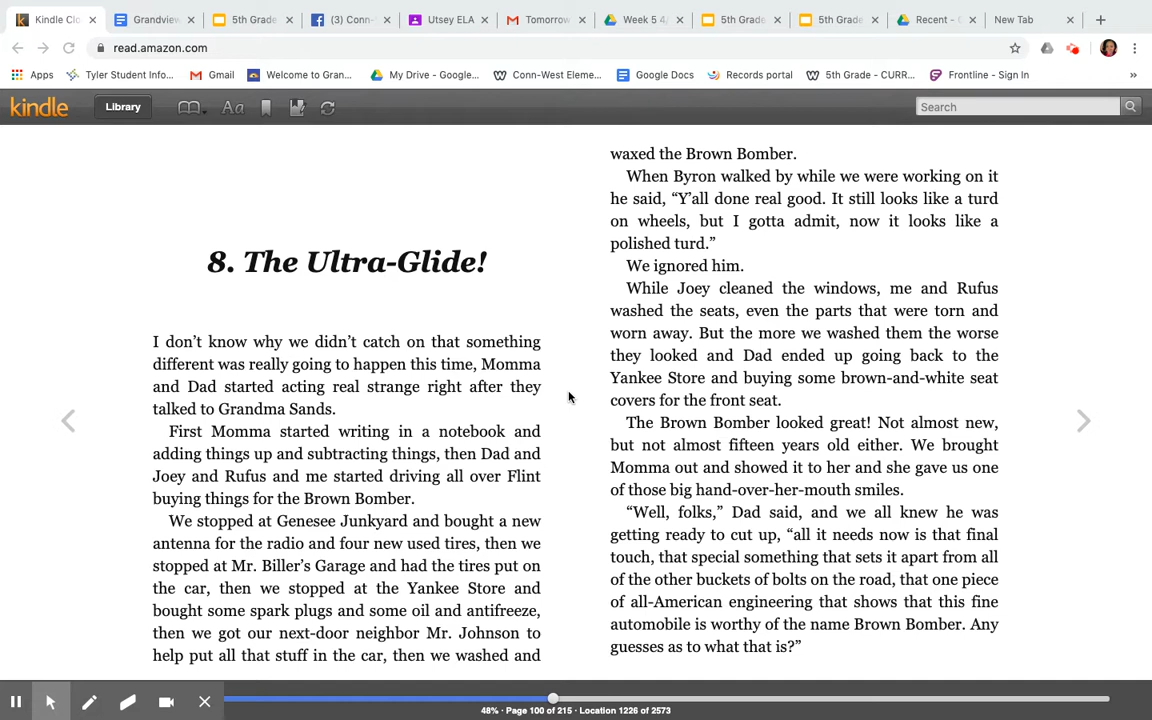 Kindle Clo
Grandview
5th Grade
(3) Conn-
Utsey ELA
Tomorrow
Week 5 4/
5th Grade
5th Grade
Recent -
New Tab
read.amazon.com
Apps
Tyler Student Info...
Gmail
Welcome to Gran...
My Drive - Google...
Conn-West Eleme...
Google Docs
Records portal
5th Grade - CURR...
Frontline - Sign In
»
kindle
Library
Aa
Search
8. The Ultra-Glide!
I don’t know why we didn’t catch on that something
different was really going to happen this time, Momma
and Dad started acting real strange right after they
talked to Grandma Sands.
First Momma started writing in a notebook and
adding things up and subtracting things, then Dad and
Joey and Rufus and me started driving all over Flint
buying things for the Brown Bomber.
We stopped at Genesee Junkyard and bought a new
antenna for the radio and four new used tires, then we
stopped at Mr. Biller’s Garage and had the tires put on
the car, then we stopped at the Yankee Store and
bought some spark plugs and some oil and antifreeze,
then we got our next-door neighbor Mr. Johnson to
help put all that stuff in the car, then we washed and
waxed the Brown Bomber.
When Byron walked by while we were working on it
he said, “Y’all done real good. It still looks like a turd
on wheels, but I gotta admit, now it looks like a
polished turd.”
We ignored him.
While Joey cleaned the windows, me and Rufus
washed the seats, even the parts that were torn and
worn away. But the more we washed them the worse
they looked and Dad ended up going back to the
Yankee Store and buying some brown-and-white seat
covers for the front seat.
The Brown Bomber looked great! Not almost new,
but not almost fifteen years old either. We brought
Momma out and showed it to her and she gave us one
of those big hand-over-her-mouth smiles.
“Well, folks,” Dad said, and we all knew he was
getting ready to cut up, “all it needs now is that final
touch, that special something that sets it apart from all
of the other buckets of bolts on the road, that one piece
of all-American engineering that shows that this fine
automobile is worthy of the name Brown Bomber. Any
guesses as to what that is?”
48% · Page 100 of 215 · Location 1226 of 2573